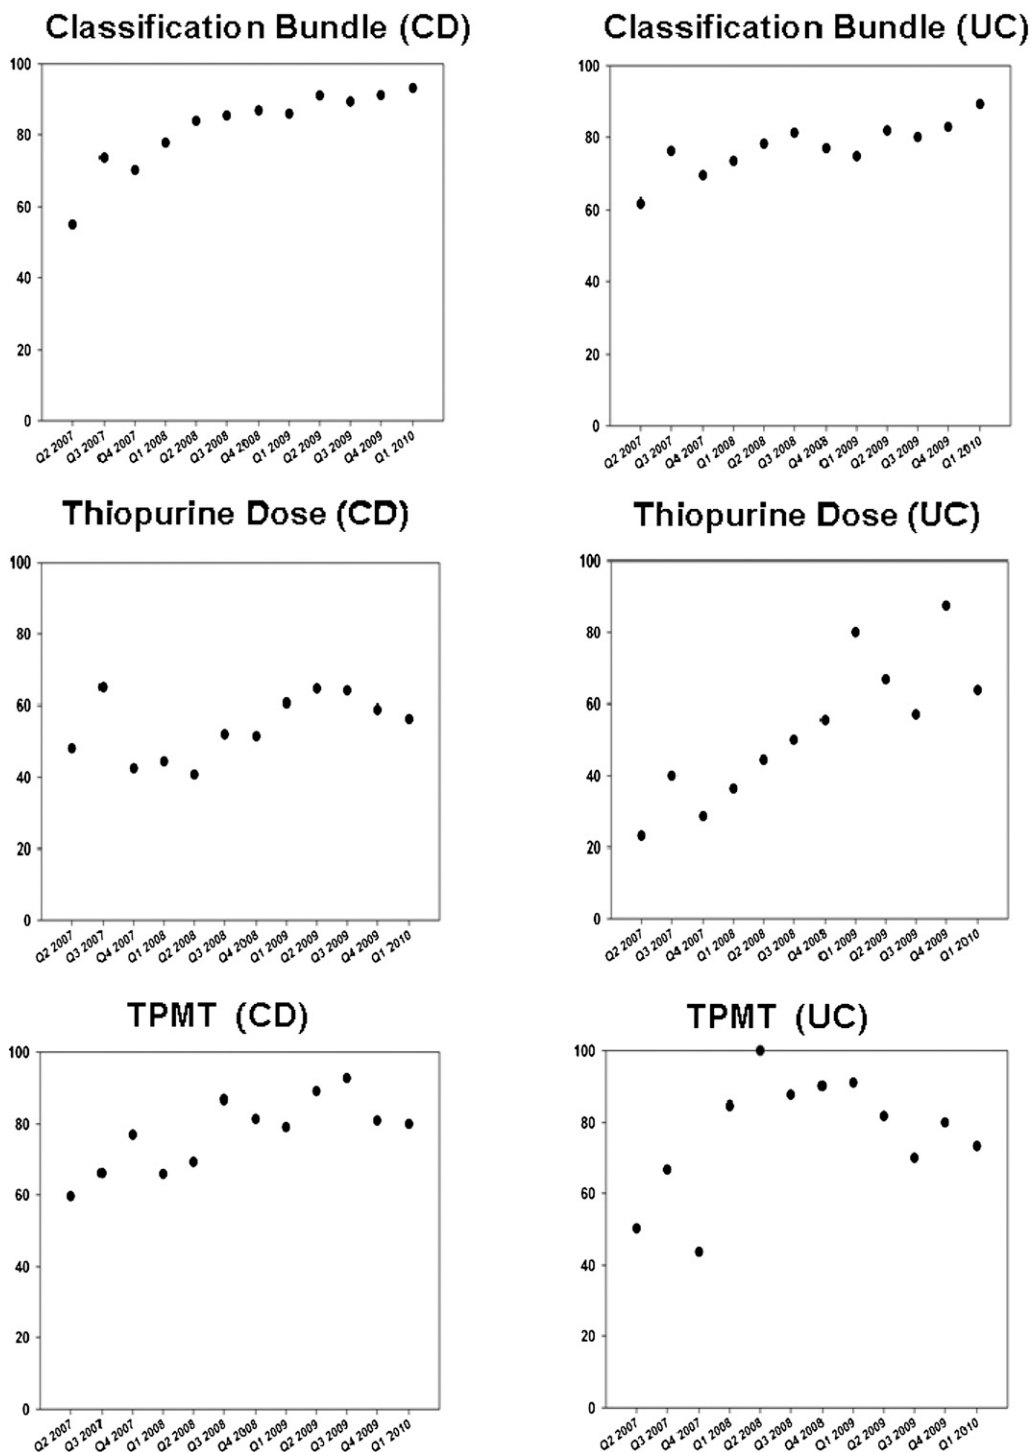 Classification Bundle (CD)
100
80
60
40
20
0
Q2 2007
Q3 2007
Q4 2007
Q1 2008
Q2 2008
Q3 2008
Q4 2008
Q1 2009
Q2 2009
Q3 2009
Q4 2009
Q1 2010
Classification Bundle (UC)
100
80
60
40
20
0
Q2 2007
Q3 2007
Q4 2007
Q1 2008
Q2 2008
Q3 2008
Q4 2008
Q1 2009
Q2 2009
Q3 2009
Q4 2009
Q1 2010
Thiopurine Dose (CD)
100
80
60
40
20
0
Q2 2007
Q3 2007
Q4 2007
Q1 2008
Q2 2008
Q3 2008
Q4 2008
Q1 2009
Q2 2009
Q3 2009
Q4 2009
Q1 2010
Thiopurine Dose (UC)
100
80
60
40
20
0
Q2 2007
Q3 2007
Q4 2007
Q1 2008
Q2 2008
Q3 2008
Q4 2008
Q1 2009
Q2 2009
Q3 2009
Q4 2009
Q1 2010
TPMT (CD)
100
80
60
40
20
0
Q2 2007
Q3 2007
Q4 2007
Q1 2008
Q2 2008
Q3 2008
Q4 2008
Q1 2009
Q2 2009
Q3 2009
Q4 2009
Q1 2010
TPMT (UC)
100
80
60
40
20
0
Q2 2007
Q3 2007
Q4 2007
Q1 2008
Q2 2008
Q3 2008
Q4 2008
Q1 2009
Q2 2009
Q3 2009
Q4 2009
Q1 2010